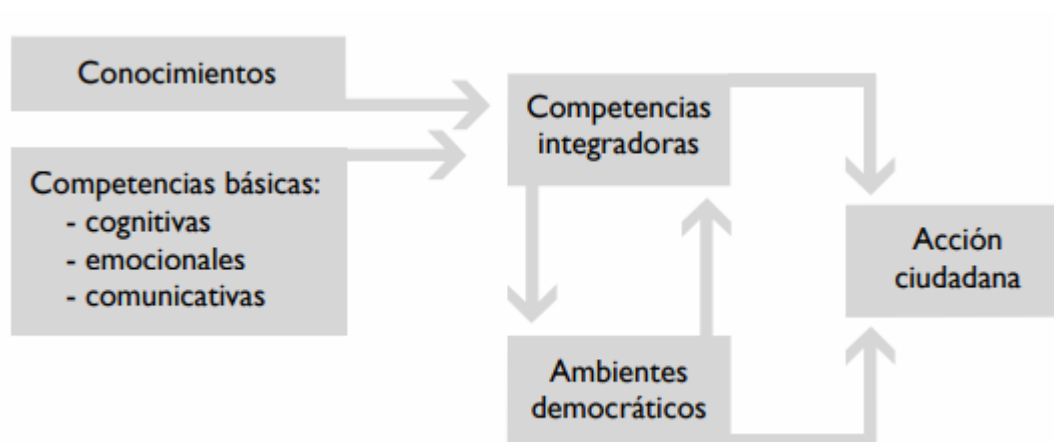 Conocimientos
Competencias básicas:
- cognitivas
- emocionales
- comunicativas
Competencias
integradoras
Ambientes
democráticos
Acción
ciudadana